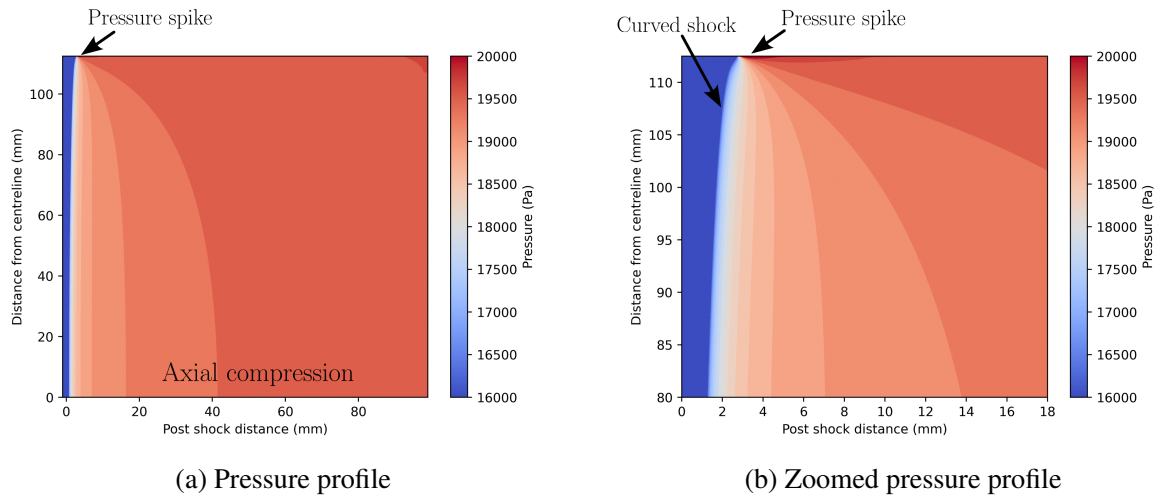 Pressure spike
Distance from centreline (mm)
100
80
60
40
20
0
Axial compression
0 20 40 60 80
Post shock distance (mm)
20000
19500
19000
18500
18000
17500
17000
16500
16000
Pressure (Pa)
(a) Pressure profile
Curved shock
Pressure spike
Distance from centreline (mm)
110
105
100
95
90
85
80
0 2 4 6 8 10 12 14 16 18
Post shock distance (mm)
20000
19500
19000
18500
18000
17500
17000
16500
16000
Pressure (Pa)
(b) Zoomed pressure profile